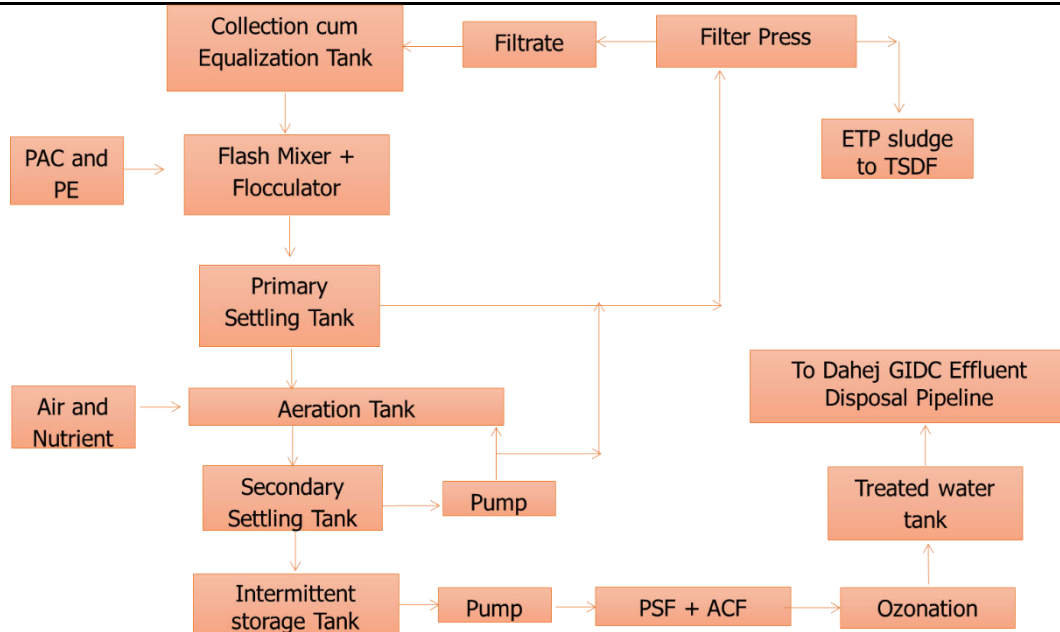 Collection cum
Equalization Tank
Filtrate
Filter Press
ETP sludge
to TSDF
PAC and
PE
Flash Mixer +
Flocculator
Primary
Settling Tank
To Dahej GIDC Effluent
Disposal Pipeline
Air and
Nutrient
Aeration Tank
Secondary
Settling Tank
Pump
Treated water
tank
Intermittent
storage Tank
Pump
PSF + ACF
Ozonation